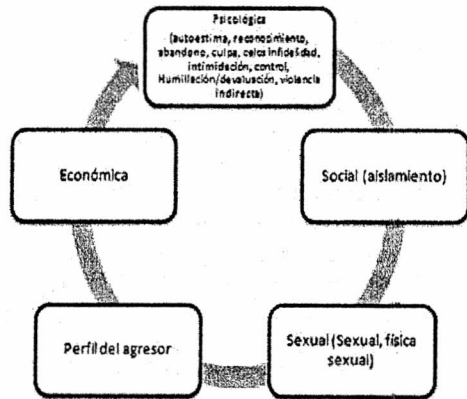 Psicológica
(autoestima, reconocimiento,
abandono, culpa, celos infidelidad,
intimidación, control,
Humillación/devaluación, violencia
indirecta)
Económica
Social (aislamiento)
Perfil del agresor
Sexual (Sexual, física
sexual)